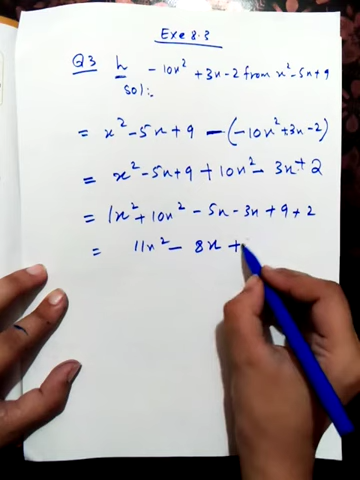 Exe 8.3
Q3 h -10x² + 3x - 2 from x² - 5x + 9
Sol:.
= x² - 5x + 9 - (-10x² + 3x - 2)
= x² - 5x + 9 + 10x² - 3x + 2
= 1x² + 10x² - 5x - 3x + 9 + 2
= 11x² - 8x +